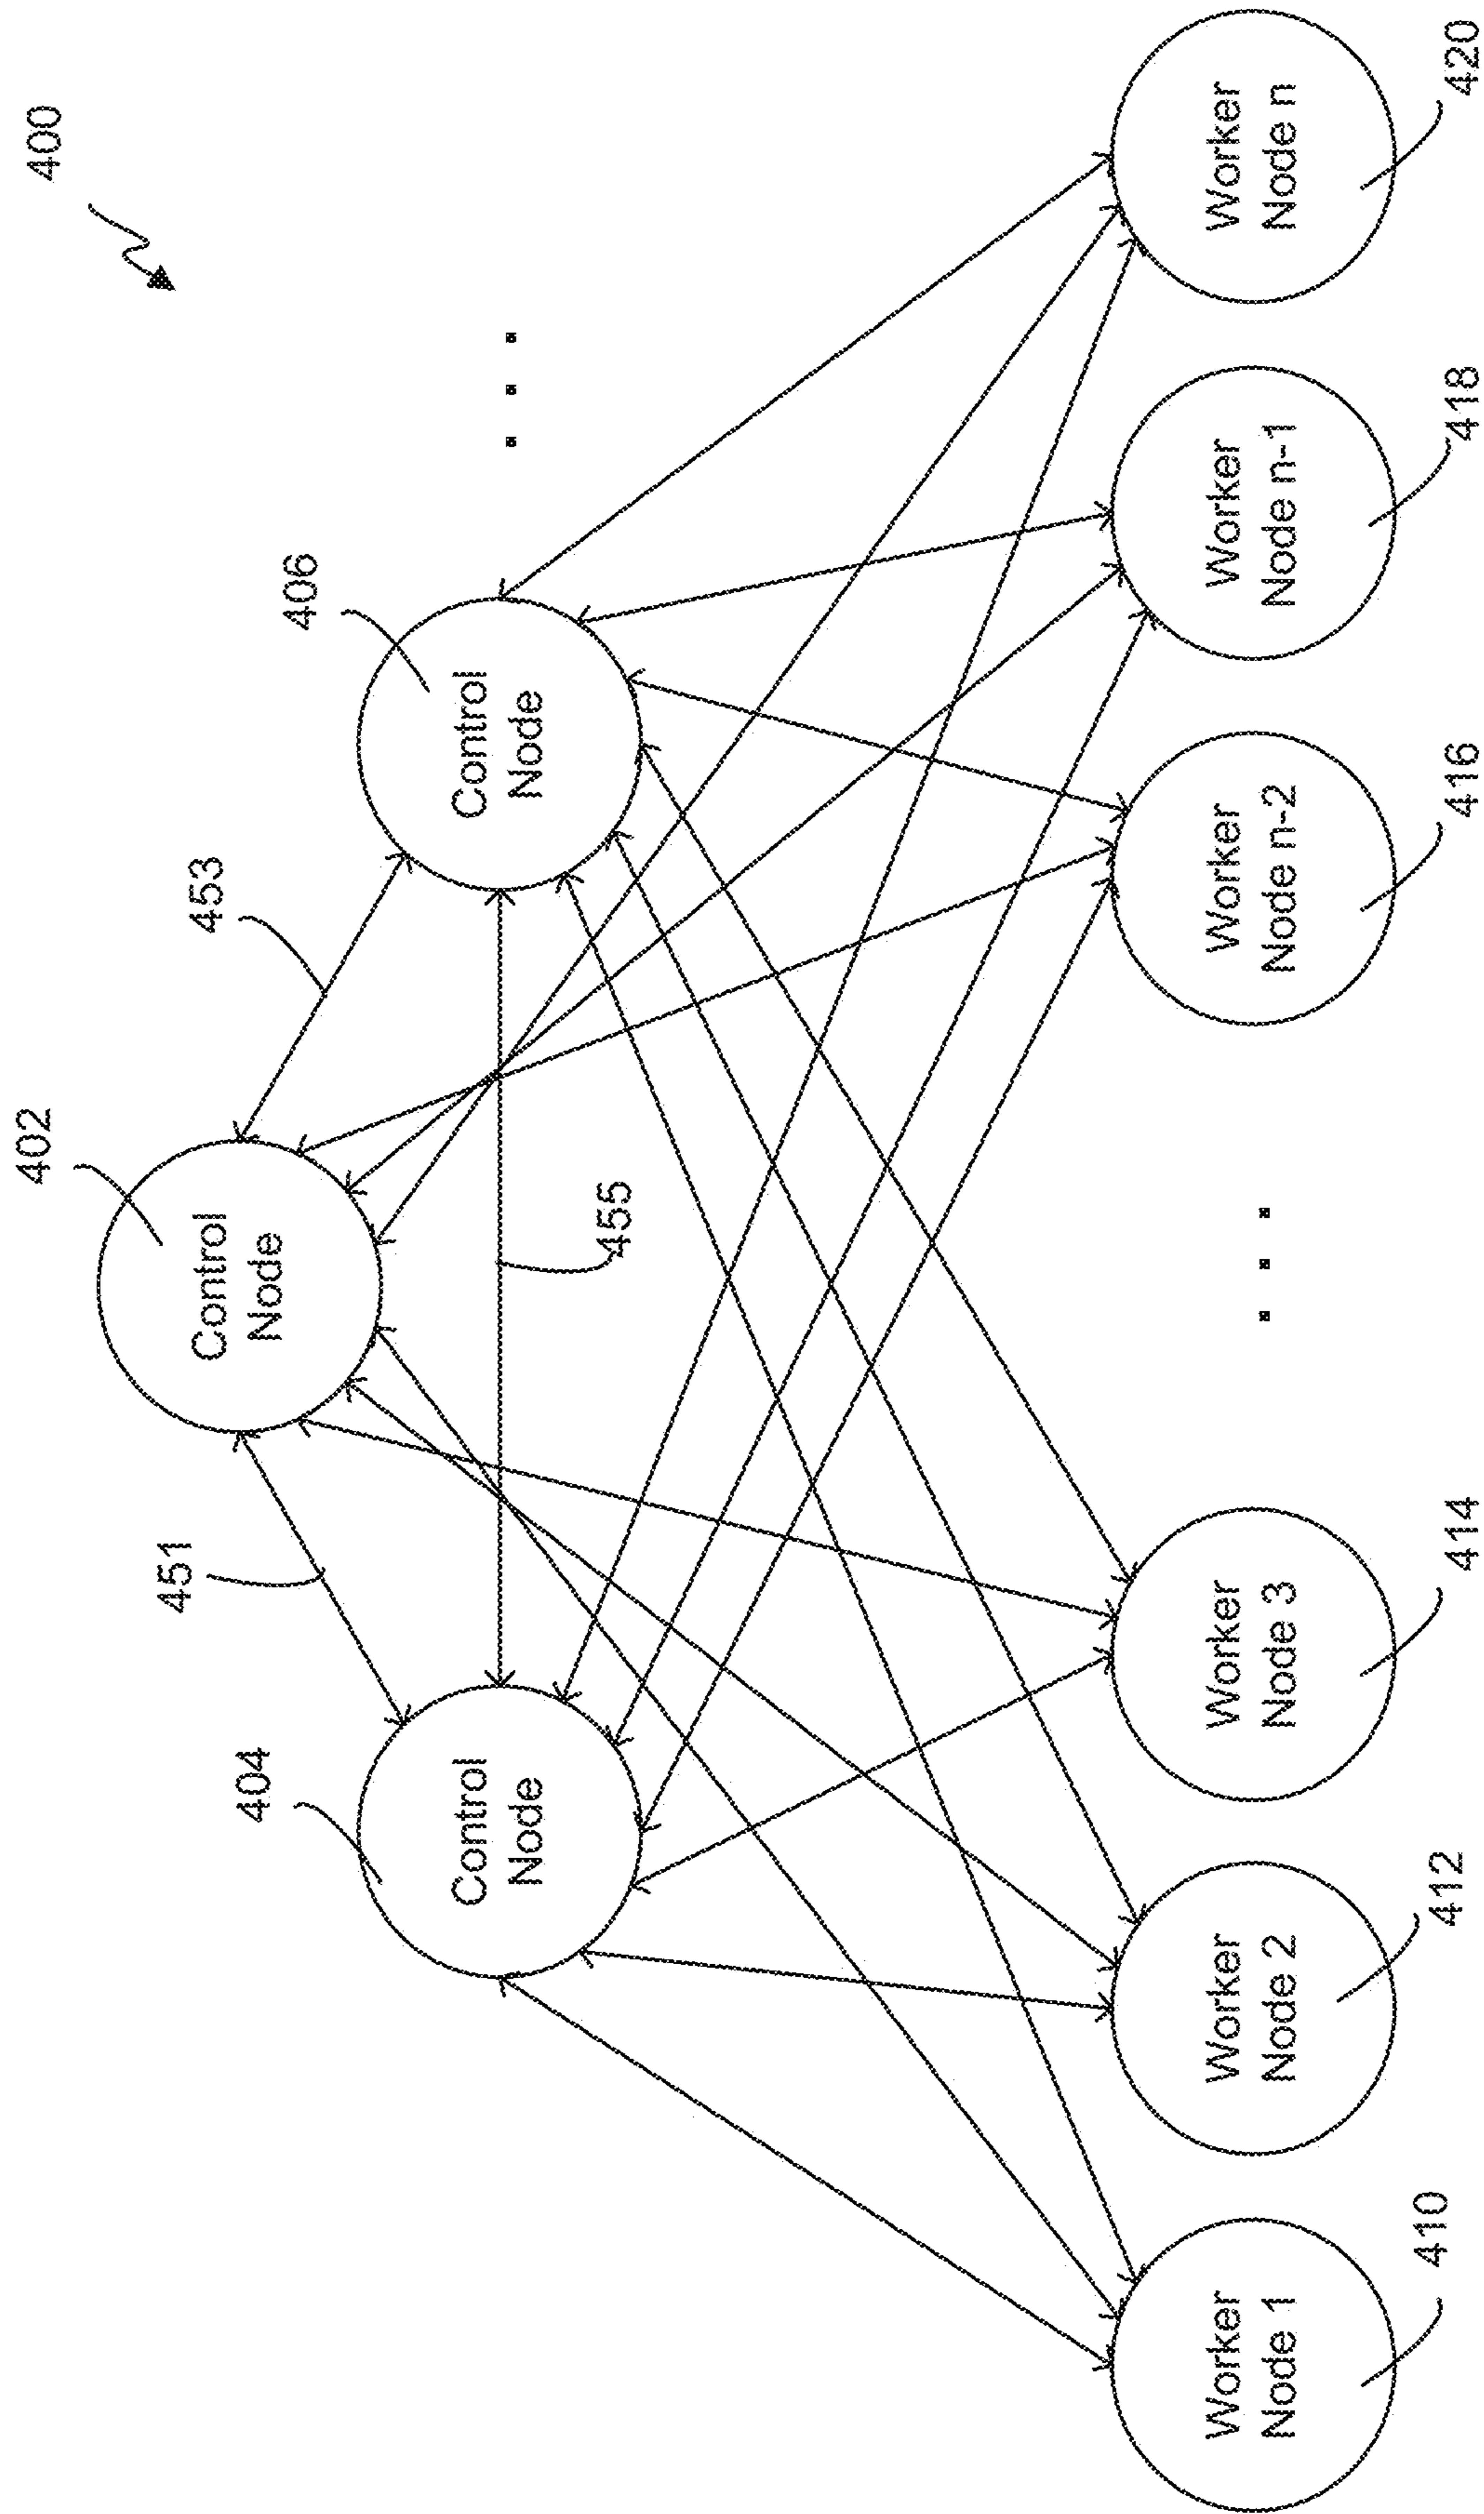 400
402
451
453
404
406
Control
Node
Control
Node
Control
Node
455
Worker
Node 1
Worker
Node 2
Worker
Node 3
Worker
Node n-2
Worker
Node n-1
Worker
Node n
410
412
414
416
418
420